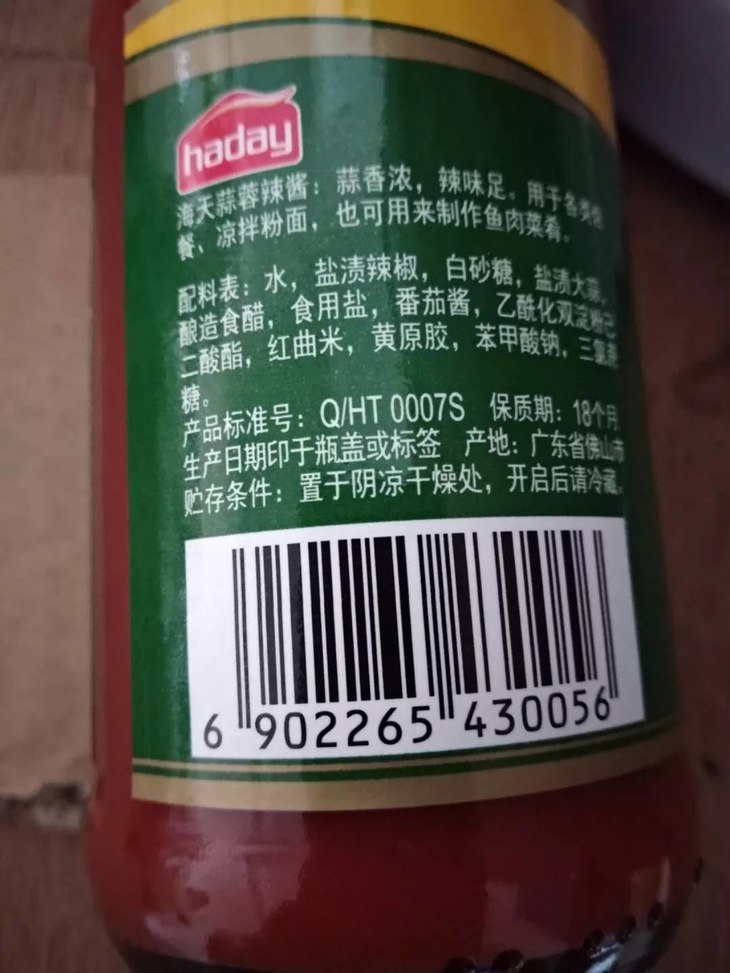 haday
海天蒜蓉辣酱：蒜香浓，辣味足。用于各类
餐、凉拌粉面，也可用来制作鱼肉菜肴。
配料表：水，盐渍辣椒，白砂糖，盐渍大蒜，
酿造食醋，食用盐，番茄酱，乙酰化双淀粉己
二酸酯，红曲米，黄原胶，苯甲酸钠，三氯蔗
糖。
产品标准号：Q/HT 0007S 保质期：18个月
生产日期印于瓶盖或标签 产地：广东省佛山市
贮存条件：置于阴凉干燥处，开启后请冷藏。
6 902265 430056